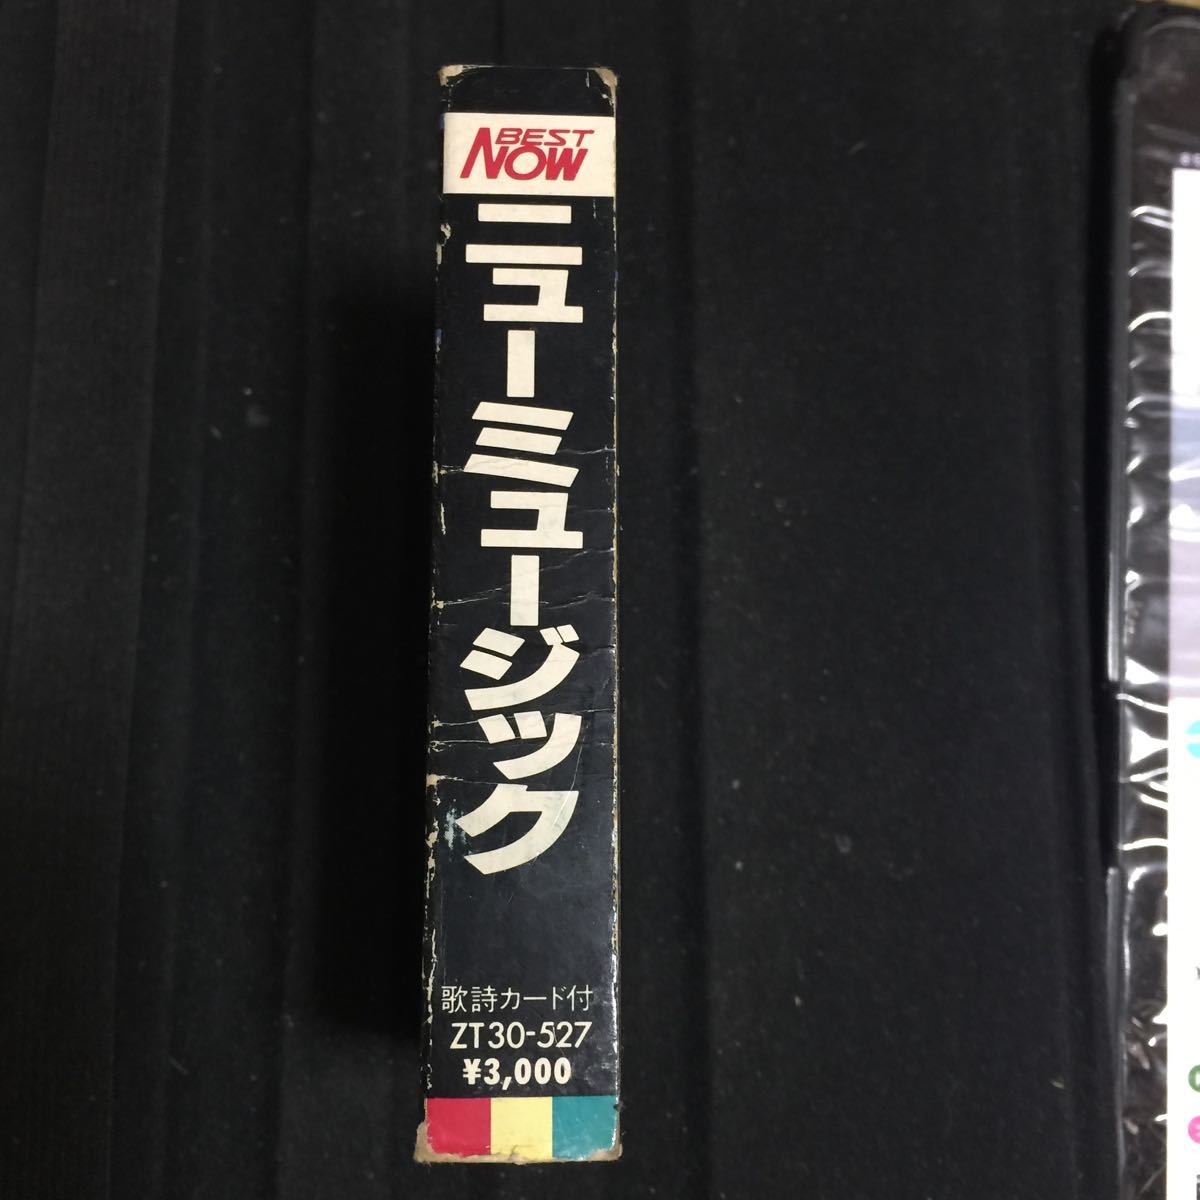 BEST
NOW
ニューミュージック
歌詩カード付
ZT30-527
¥3,000